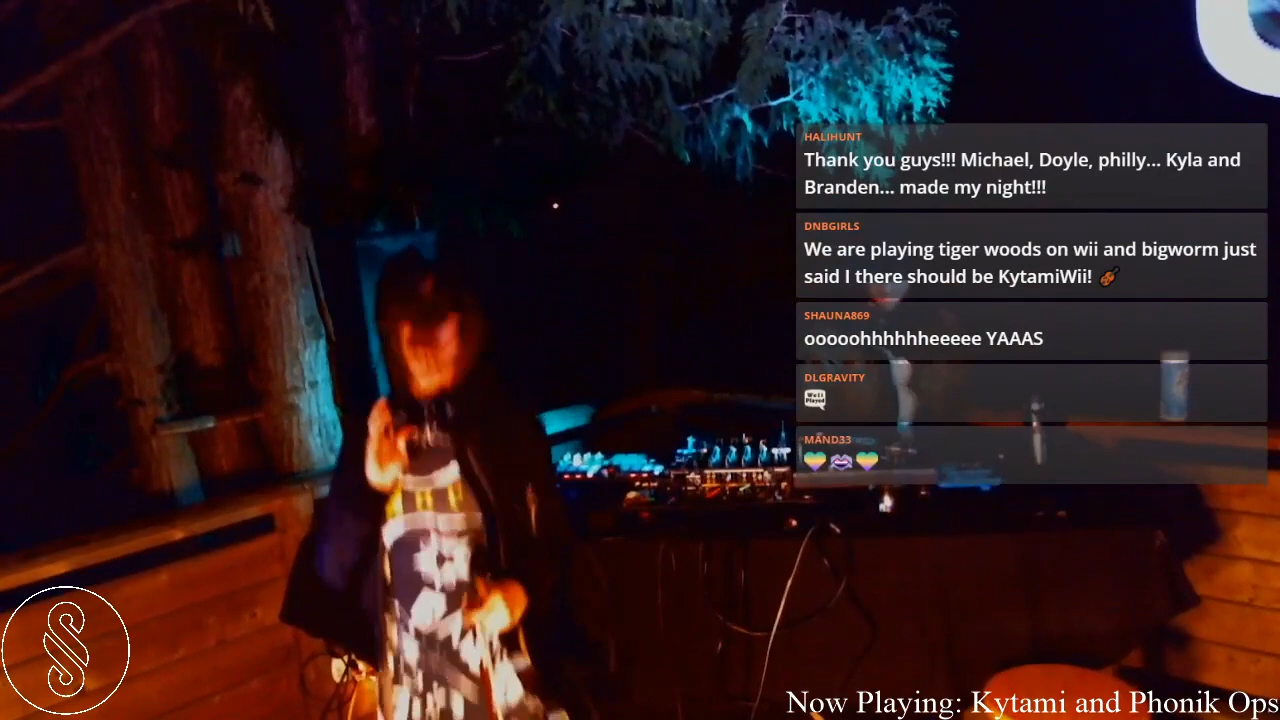 HALIHUNT
Thank you guys!!! Michael, Doyle, philly... Kyla and
Branden... made my night!!!
DNBGIRLS
We are playing tiger woods on wii and bigworm just
said I there should be KytamiWii! 🎻
SHAUNA869
ooooohhhhhheeeee YAAAS
DLGRAVITY
Well
Played
MAND33
Now Playing: Kytami and Phonik Ops